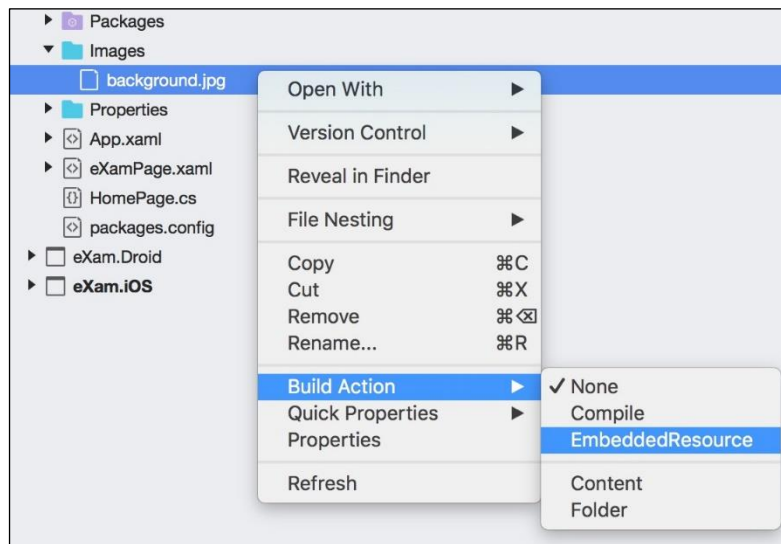 Packages
Images
background.jpg
Properties
App.xaml
eXamPage.xaml
HomePage.cs
packages.config
eXam.Droid
eXam.iOS
Open With
Version Control
Reveal in Finder
File Nesting
Copy ⌘C
Cut ⌘X
Remove ⌘⌫
Rename... ⌘R
Build Action
Quick Properties
Properties
Refresh
None
Compile
EmbeddedResource
Content
Folder